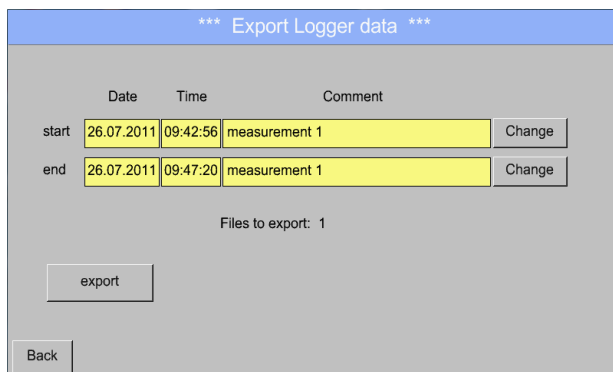 *** Export Logger data ***
Date Time Comment
start 26.07.2011 09:42:56 measurement 1 Change
end 26.07.2011 09:47:20 measurement 1 Change
Files to export: 1
export
Back